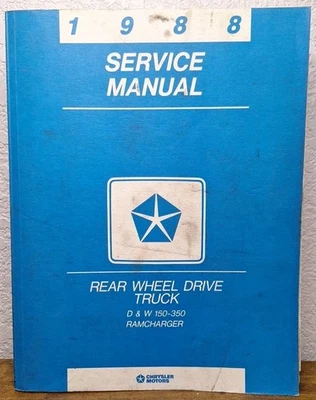 1 9 8 8
SERVICE
MANUAL
REAR WHEEL DRIVE
TRUCK
D & W 150-350
RAMCHARGER
CHRYSLER
MOTORS